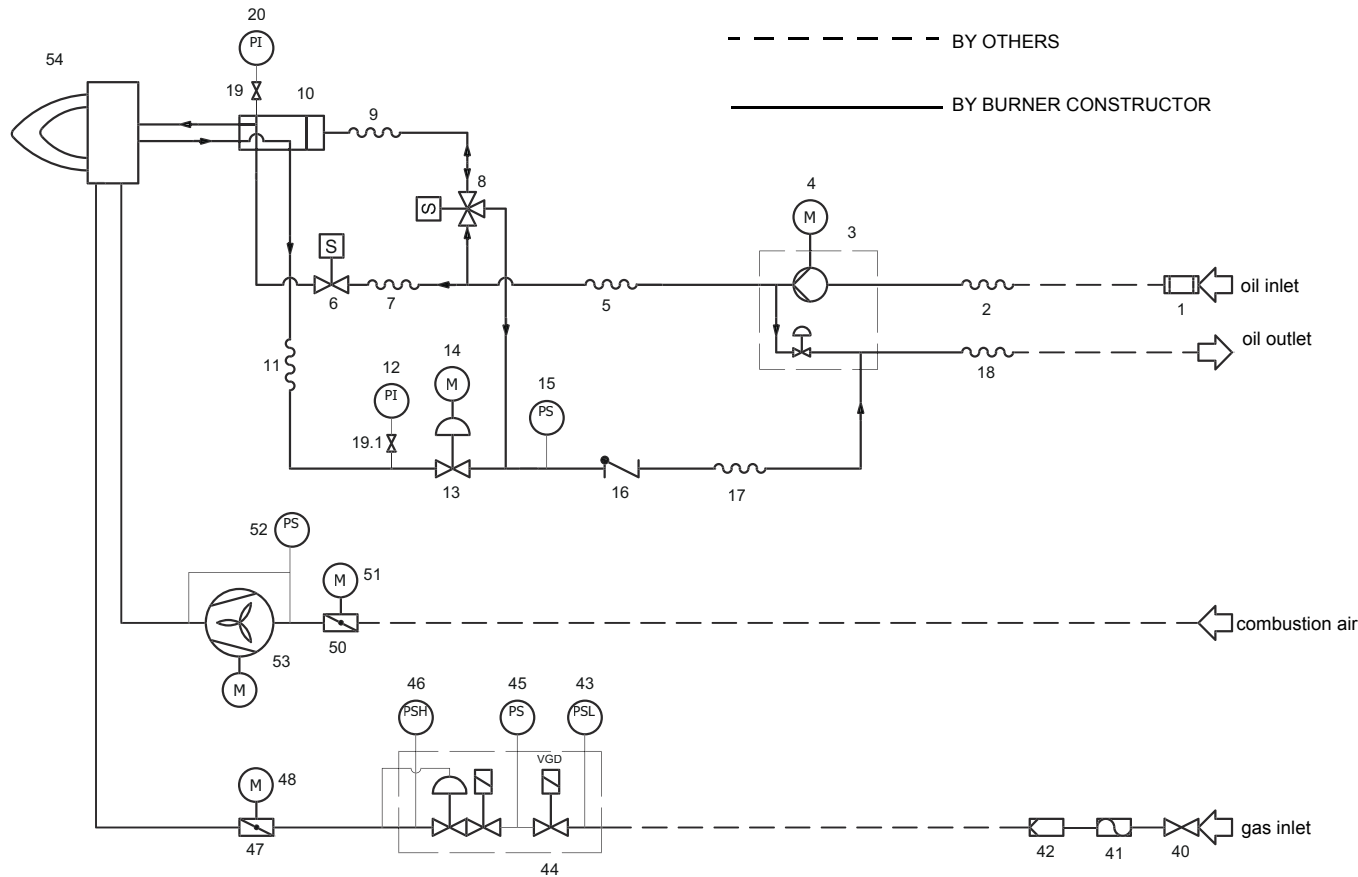 20
PI
BY OTHERS
54
19
10
9
BY BURNER CONSTRUCTOR
8
S
4
M
3
S
6
7
5
2
1
oil inlet
oil outlet
11
12
PI
14
M
15
PS
18
19.1
13
16
17
52
PS
51
M
50
53
M
combustion air
46
PSH
45
PS
43
PSL
VGD
48
M
47
44
42
41
40
gas inlet